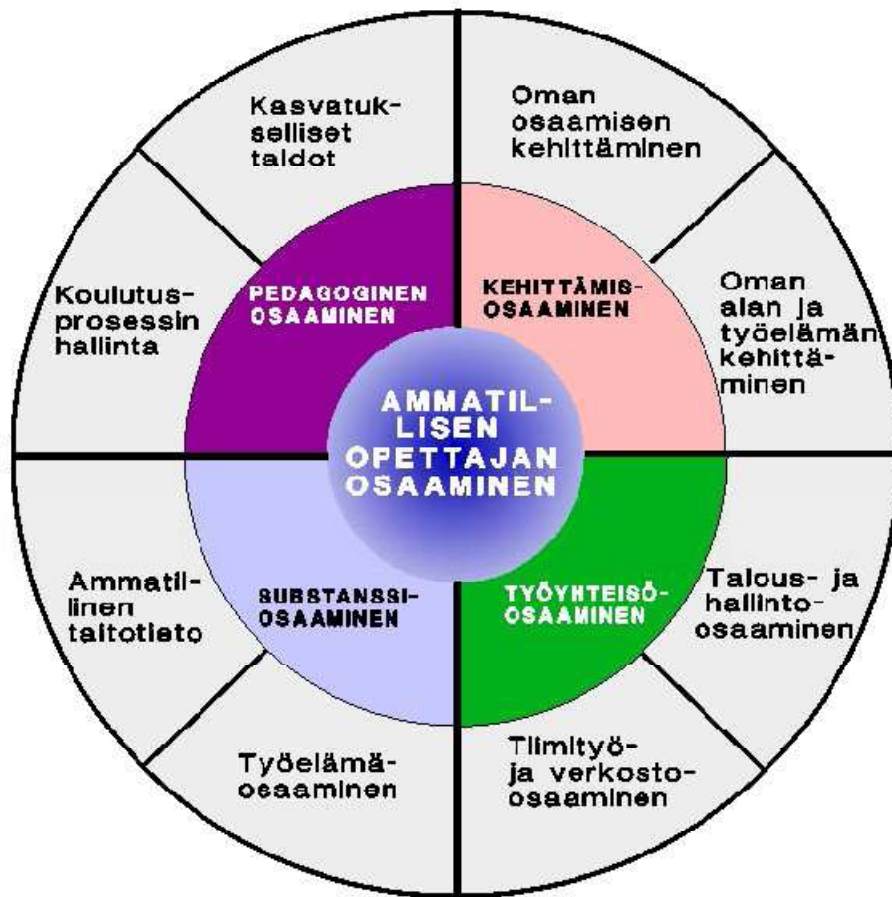 Kasvatuk-
selliset
taidot
Oman
osaamisen
kehittäminen
Koulutus-
prosessin
hallinta
PEDAGOGINEN
OSAAMINEN
KEHITTÄMIS-
OSAAMINEN
Oman
alan ja
työelämän
kehittä-
minen
AMMATIL-
LISEN
OPETTAJAN
OSAAMINEN
Ammatil-
linen
taitotieto
SUBSTANSSI-
OSAAMINEN
TYÖYHTEISÖ-
OSAAMINEN
Talous- ja
hallinto-
osaaminen
Työelämä-
osaaminen
Tiimityö-
ja verkosto-
osaaminen